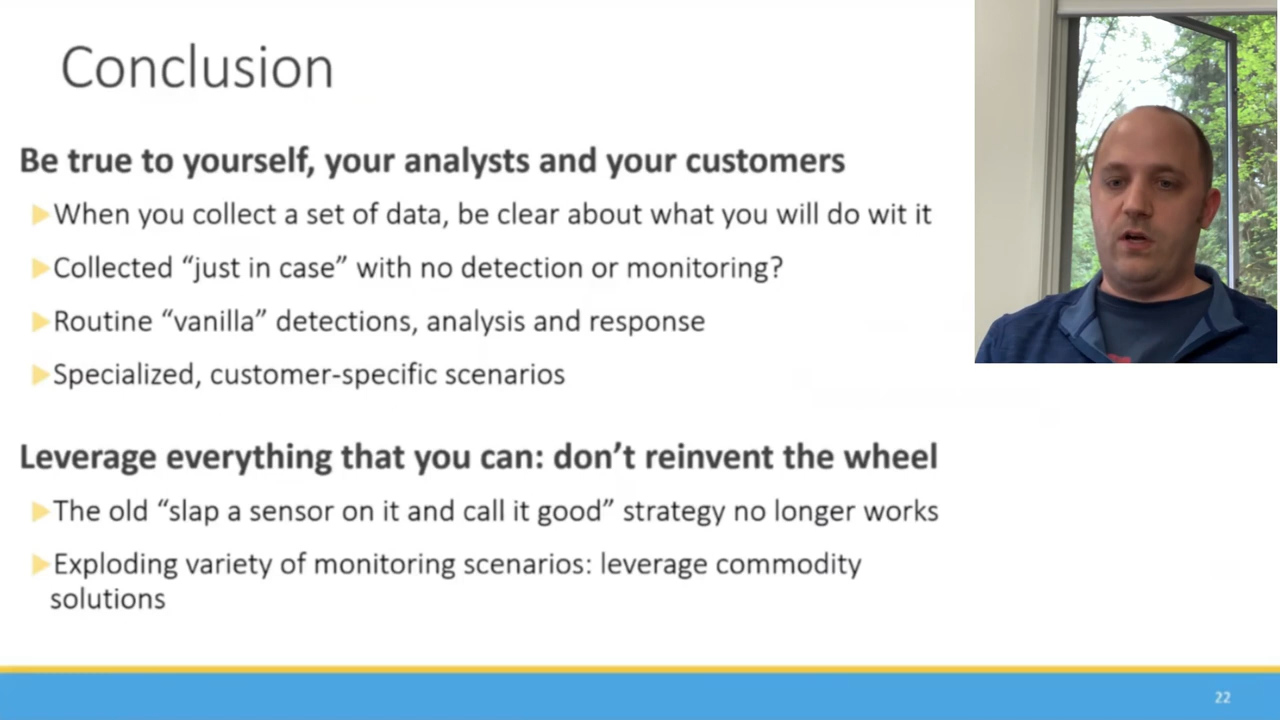 Conclusion
Be true to yourself, your analysts and your customers
When you collect a set of data, be clear about what you will do wit it
Collected “just in case” with no detection or monitoring?
Routine “vanilla” detections, analysis and response
Specialized, customer-specific scenarios
Leverage everything that you can: don’t reinvent the wheel
The old “slap a sensor on it and call it good” strategy no longer works
Exploding variety of monitoring scenarios: leverage commodity
solutions
22